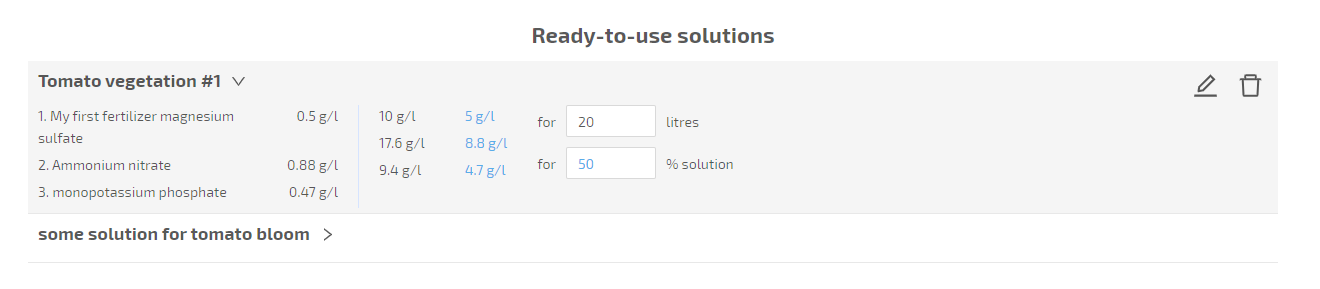 Ready-to-use solutions
Tomato vegetation #1
1. My first fertilizer magnesium sulfate 0.5 g/l
2. Ammonium nitrate 0.88 g/l
3. monopotassium phosphate 0.47 g/l
10 g/l 5 g/l
17.6 g/l 8.8 g/l
9.4 g/l 4.7 g/l
for 20 litres
for 50 % solution
some solution for tomato bloom